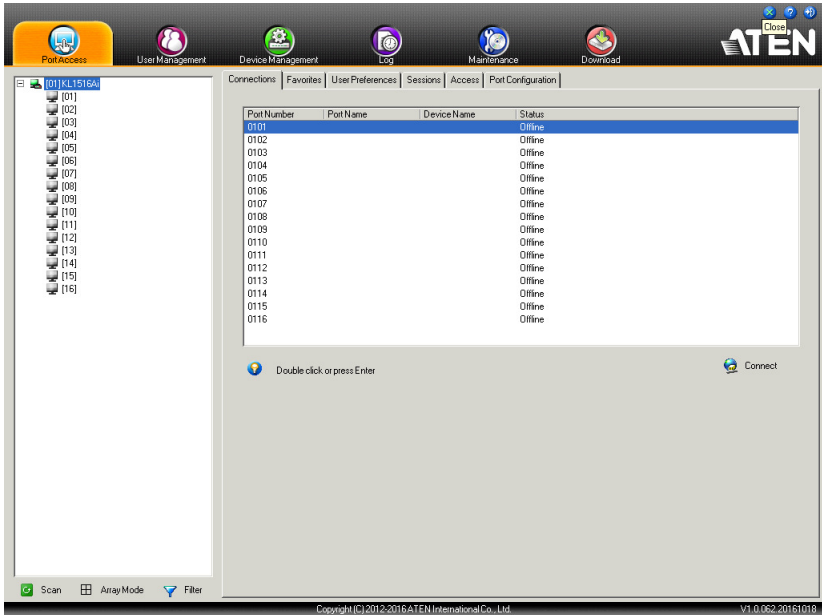 Close
ATEN
Port Access
User Management
Device Management
Log
Maintenance
Download
[01]KL1516Ai
[01]
[02]
[03]
[04]
[05]
[06]
[07]
[08]
[09]
[10]
[11]
[12]
[13]
[14]
[15]
[16]
Connections Favorites User Preferences Sessions Access Port Configuration
Port Number Port Name Device Name Status
0101 Offline
0102 Offline
0103 Offline
0104 Offline
0105 Offline
0106 Offline
0107 Offline
0108 Offline
0109 Offline
0110 Offline
0111 Offline
0112 Offline
0113 Offline
0114 Offline
0115 Offline
0116 Offline
Double click or press Enter
Connect
Scan Array Mode Filter
Copyright (C) 2012-2016 ATEN International Co., Ltd.
V1.0.062.20161018